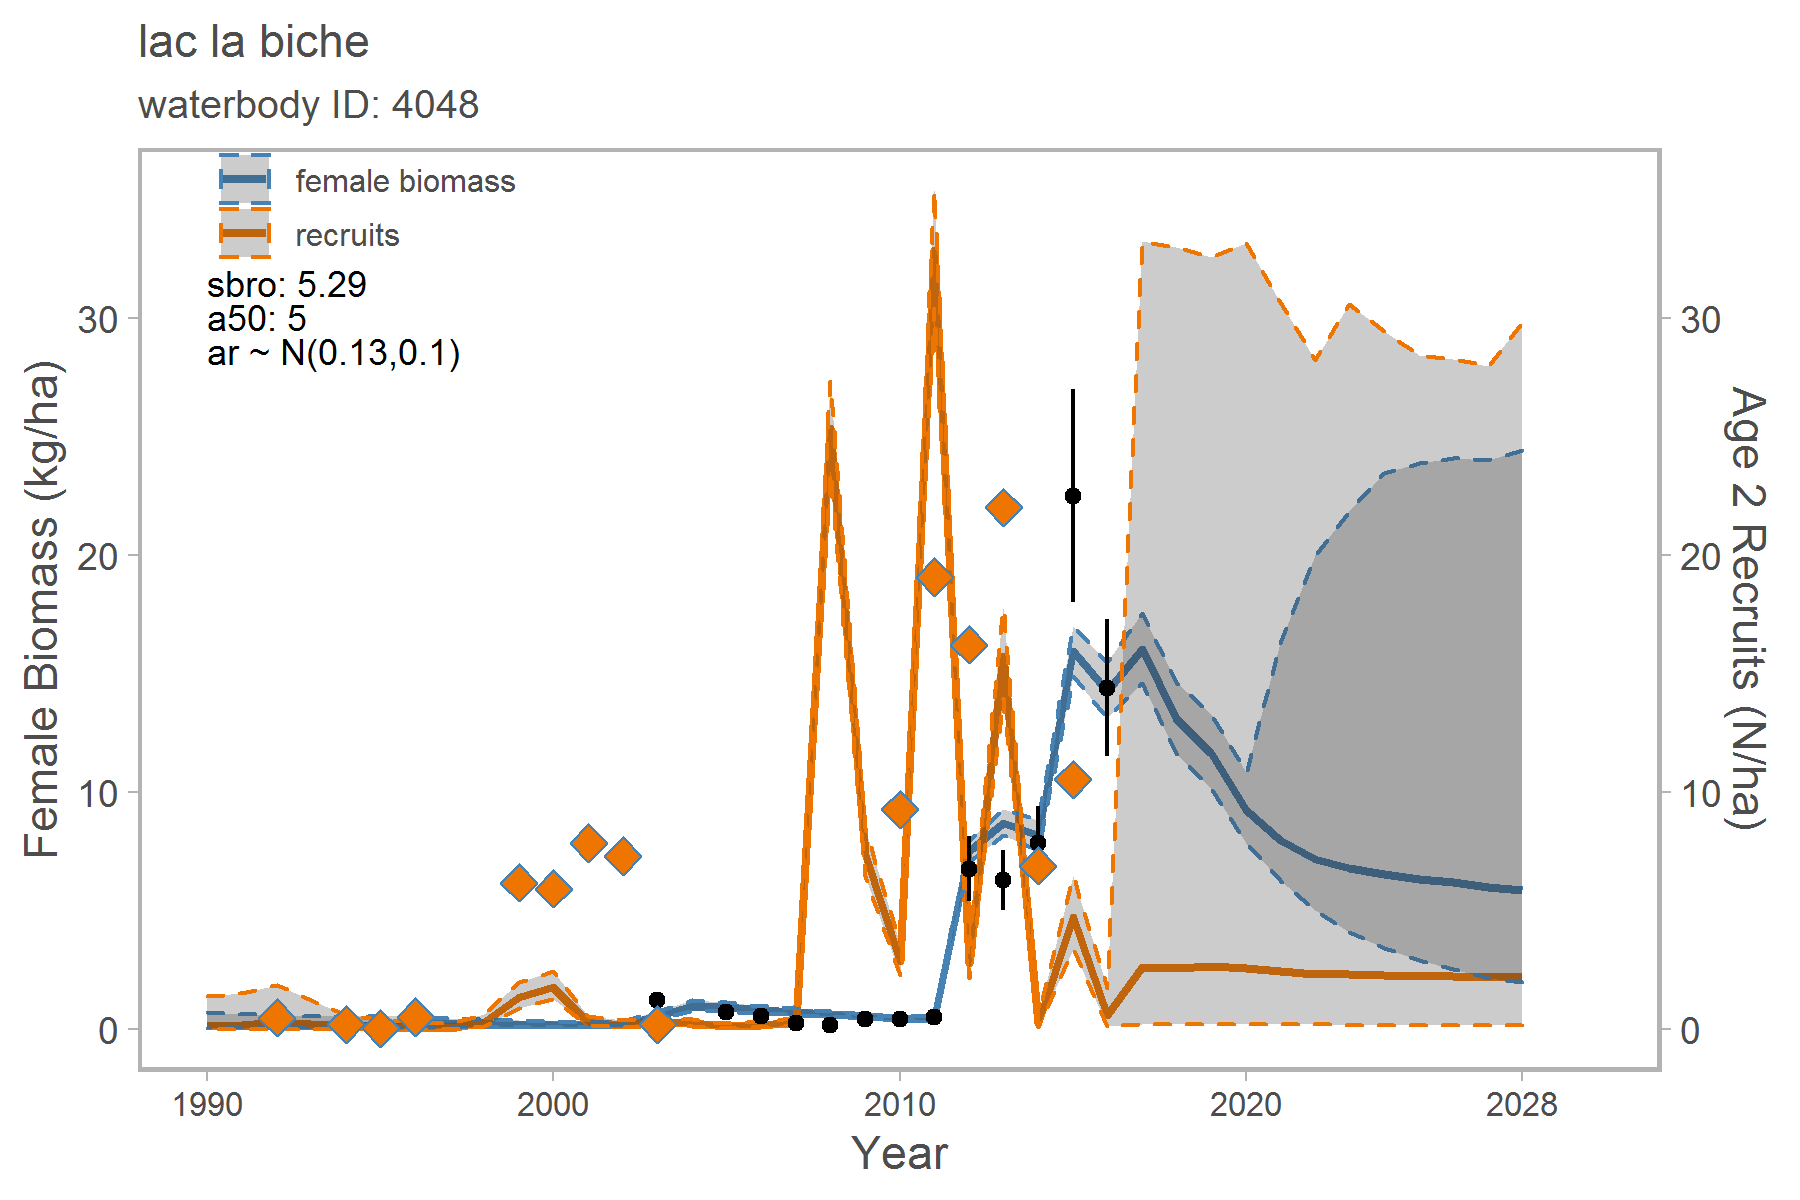 lac la biche
waterbody ID: 4048
female biomass
recruits
sbro: 5.29
a50: 5
ar ~ N(0.13,0.1)
Female Biomass (kg/ha)
30
20
10
0
30
20
10
0
Age 2 Recruits (N/ha)
1990
2000
2010
2020
2028
Year